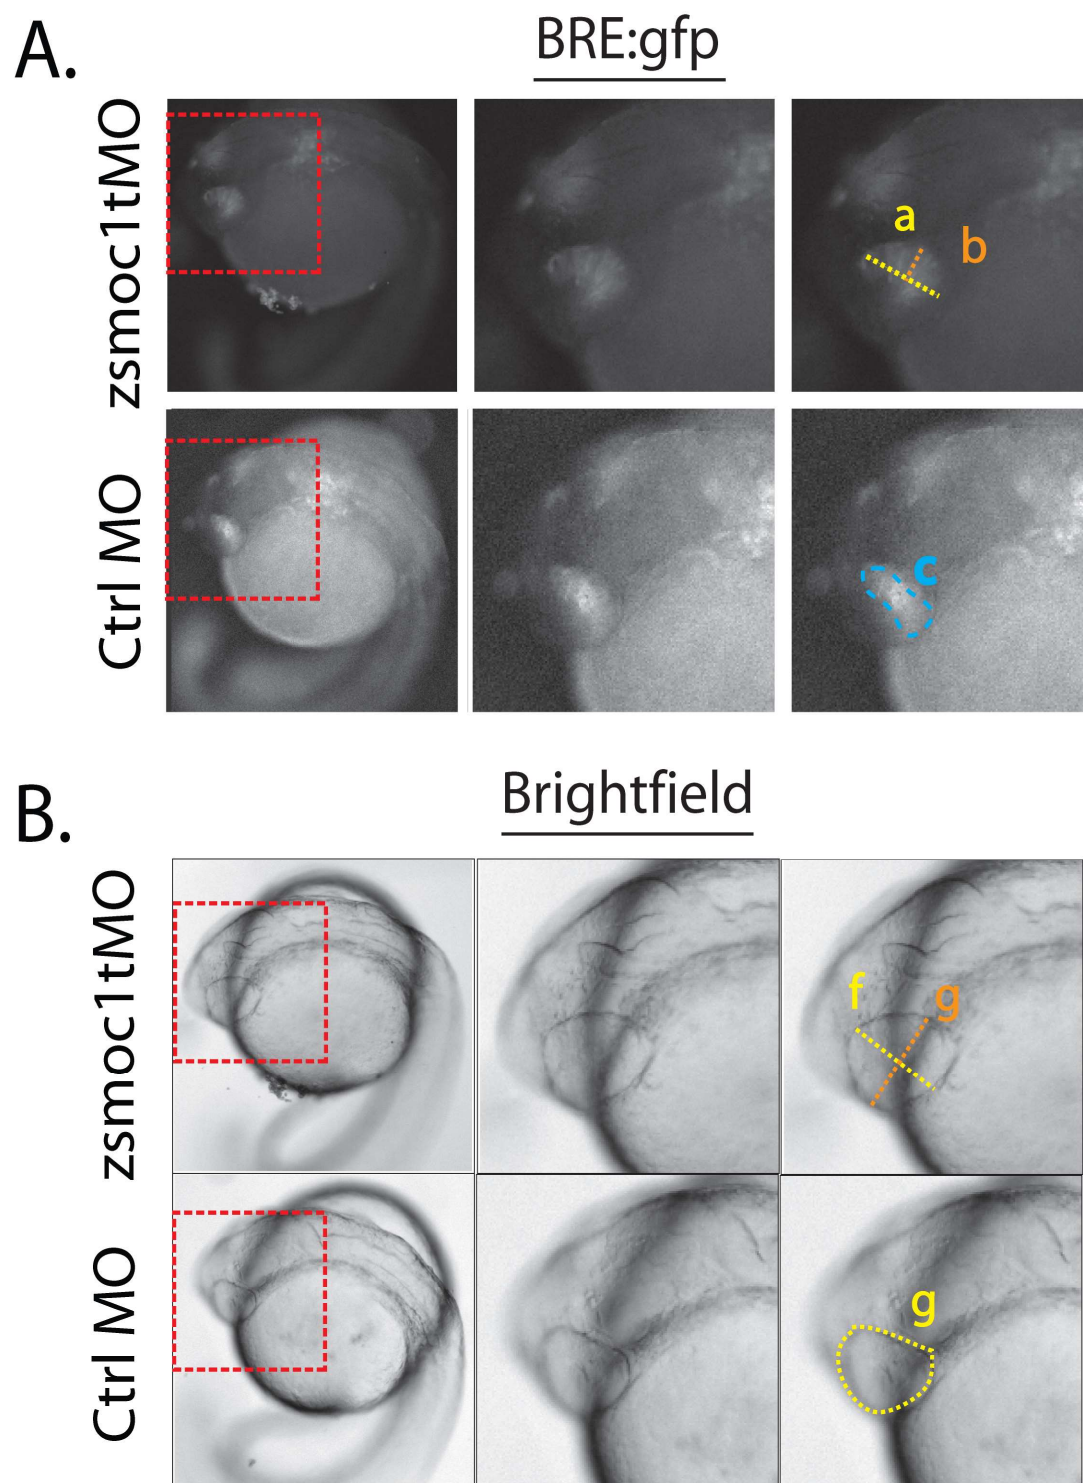 A.
BRE:gfp
zsmoc1tMO
a
b
Ctrl MO
c
B.
Brightfield
zsmoc1tMO
f
g
Ctrl MO
g